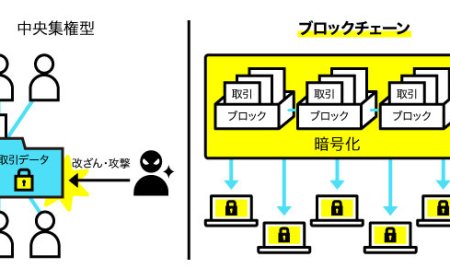 中央集権型
取引データ
改ざん・攻撃
ブロックチェーン
取引
取引
取引
ブロック
ブロック
ブロック
暗号化